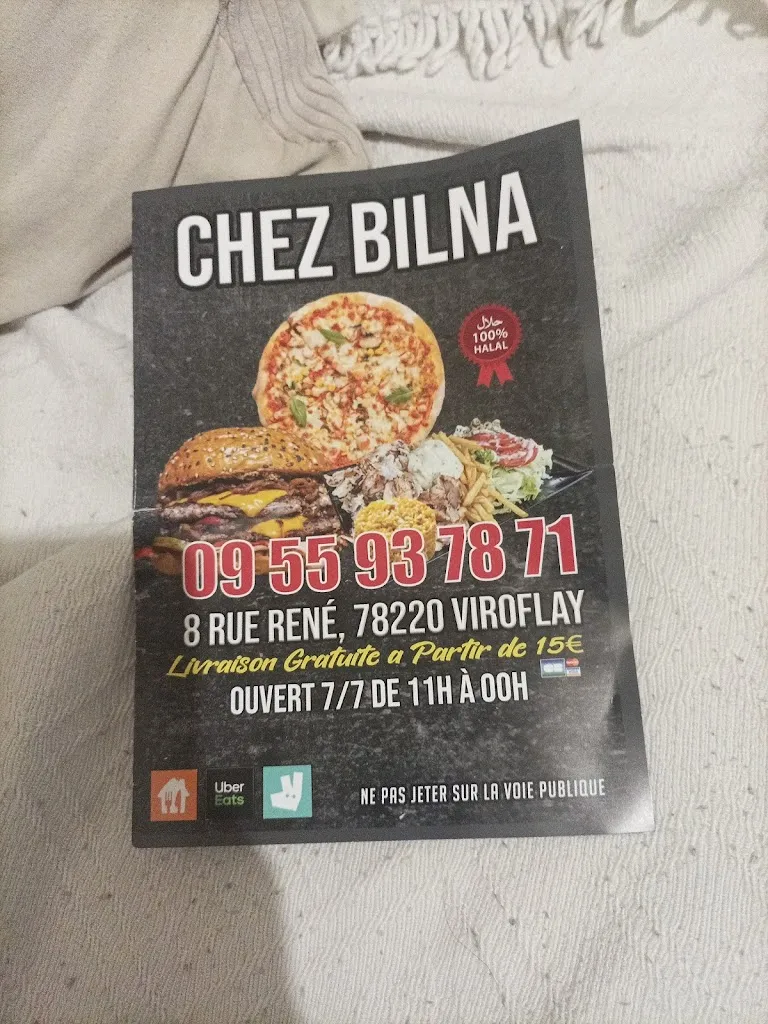 CHEZ BILNA
حلال
100%
HALAL
09 55 93 78 71
8 RUE RENÉ, 78220 VIROFLAY
Livraison Gratuite a Partir de 15€
CB
OUVERT 7/7 DE 11H À 00H
Uber
Eats
NE PAS JETER SUR LA VOIE PUBLIQUE